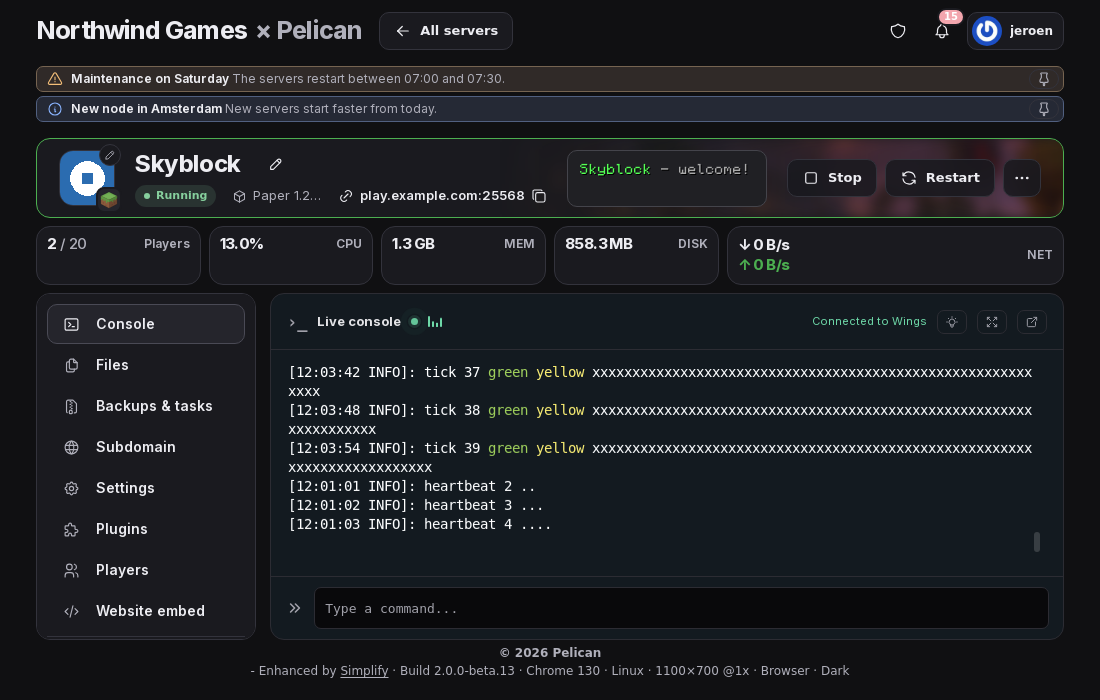 Northwind Games × Pelican
All servers
15
jeroen
Maintenance on Saturday The servers restart between 07:00 and 07:30.
New node in Amsterdam New servers start faster from today.
Skyblock
Running
Paper 1.2…
play.example.com:25568
Skyblock – welcome!
Stop
Restart
2 / 20 Players
13.0% CPU
1.3 GB MEM
858.3 MB DISK
↓ 0 B/s
↑ 0 B/s
NET
Console
Files
Backups & tasks
Subdomain
Settings
Plugins
Players
Website embed
Live console
Connected to Wings
[12:03:42 INFO]: tick 37 green yellow xxxxxxxxxxxxxxxxxxxxxxxxxxxxxxxxxxxxxxxxxxxxxxxxxxxxxxx
xxxx
[12:03:48 INFO]: tick 38 green yellow xxxxxxxxxxxxxxxxxxxxxxxxxxxxxxxxxxxxxxxxxxxxxxxxxxxxxxx
xxxxxxxxxxx
[12:03:54 INFO]: tick 39 green yellow xxxxxxxxxxxxxxxxxxxxxxxxxxxxxxxxxxxxxxxxxxxxxxxxxxxxxxx
xxxxxxxxxxxxxxxxxx
[12:01:01 INFO]: heartbeat 2 ..
[12:01:02 INFO]: heartbeat 3 ...
[12:01:03 INFO]: heartbeat 4 ....
Type a command...
© 2026 Pelican
- Enhanced by Simplify · Build 2.0.0-beta.13 · Chrome 130 · Linux · 1100×700 @1x · Browser · Dark